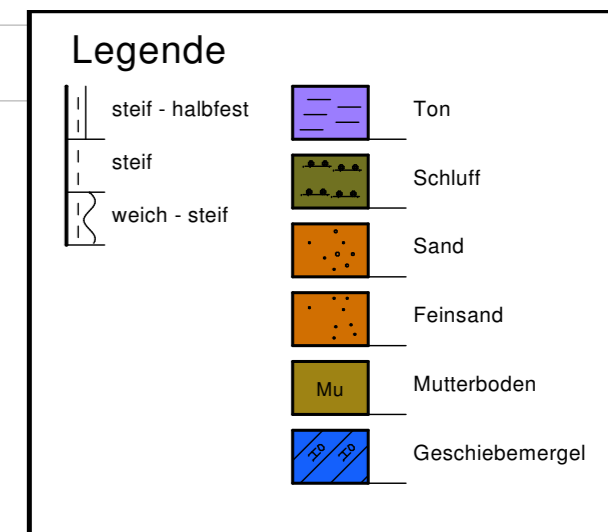 Legende
steif - halbfest
steif
weich - steif
Ton
Schluff
Sand
Feinsand
Mu
Mutterboden
Geschiebemergel